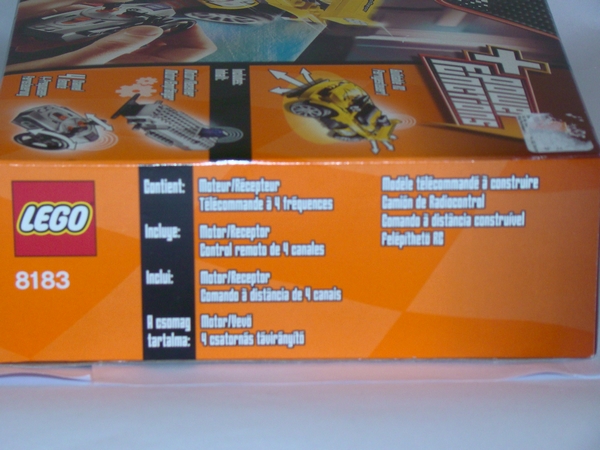 LEGO
8183
Contient: Moteur/Récepteur
Télécommande à 4 fréquences
Incluye: Motor/Receptor
Control remoto de 4 canales
Inclui: Motor/Receptor
Comando à distância de 4 canais
A csomag tartalma: Motor/Vevő
4 csatornás távirányító
Modèle télécommandé à construire
Camión de Radiocontrol
Comando à distância construível
Felépíthető RC